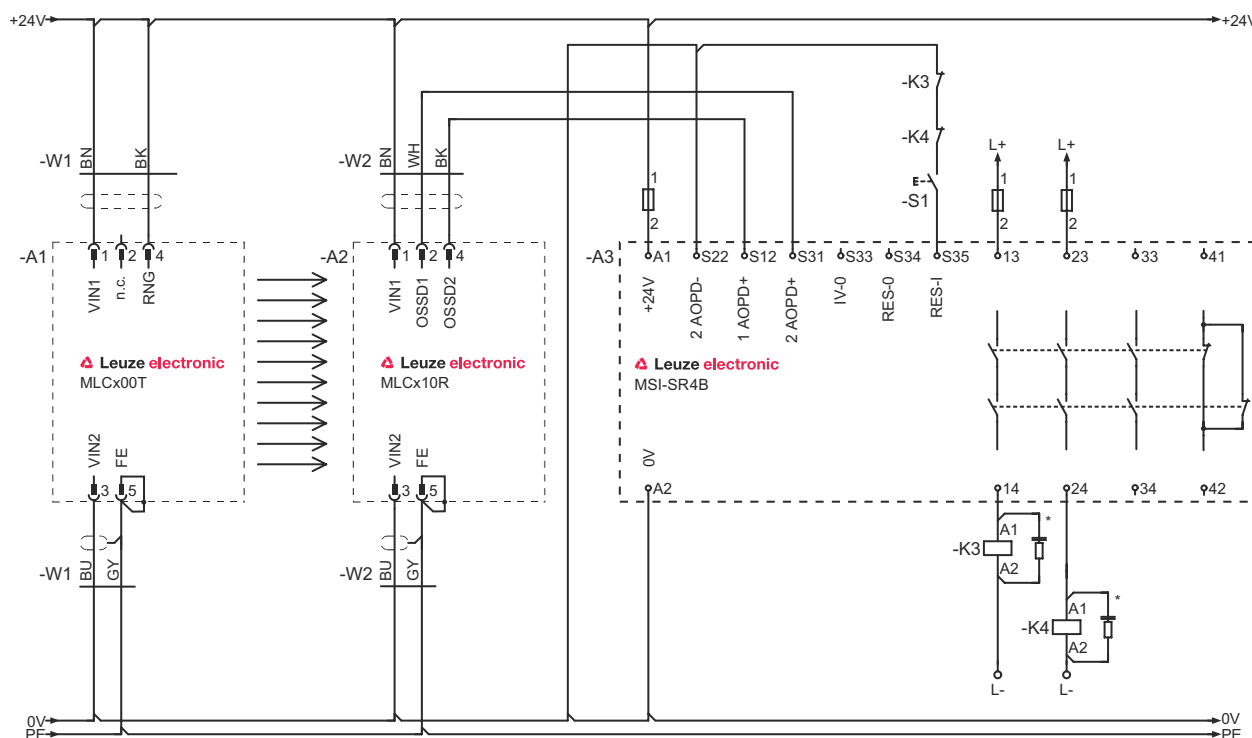 +24V +24V
-K3
-W1 BN BK -W2 BN WH BK -K4 L+ L+
1 1 1
E -S1
2 2 2
-A1 1 2 4 -A2 1 2 4 -A3 A1 S22 S12 S31 S33 S34 S35 13 23 33 41
VIN1 n.c. RNG VIN1 OSSD1 OSSD2 +24V 2 AOPD- 1 AOPD+ 2 AOPD+ IV-0 RES-0 RES-I
Leuze electronic Leuze electronic Leuze electronic
MLCx00T MLCx10R MSI-SR4B
VIN2 FE VIN2 FE 0V
3 5 3 5 A2 14 24 34 42
-K3 A1 *
A2
-W1 BU GY -W2 BU GY
-K4 A1 *
A2
L- L-
0V 0V
PE PE